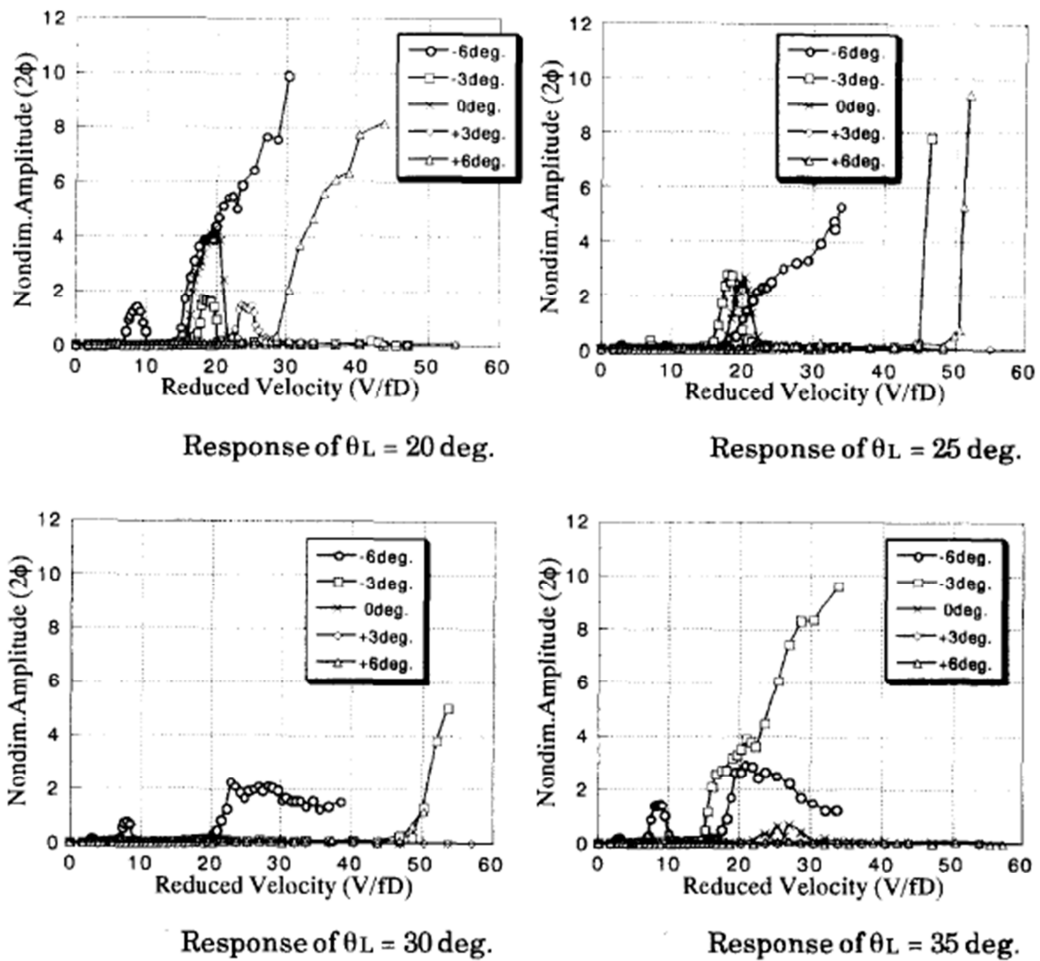 12
10
8
6
4
2
0
Nondim.Amplitude (2ϕ)
-6deg.
-3deg.
0deg.
+3deg.
+6deg.
0 10 20 30 40 50 60
Reduced Velocity (V/fD)
Response of θL = 20 deg.
12
10
8
6
4
2
0
Nondim.Amplitude (2ϕ)
-6deg.
-3deg.
0deg.
+3deg.
+6deg.
0 10 20 30 40 50 60
Reduced Velocity (V/fD)
Response of θL = 25 deg.
12
10
8
6
4
2
0
Nondim.Amplitude (2ϕ)
-6deg.
-3deg.
0deg.
+3deg.
+6deg.
0 10 20 30 40 50 60
Reduced Velocity (V/fD)
Response of θL = 30 deg.
12
10
8
6
4
2
0
Nondim.Amplitude (2ϕ)
-6deg.
-3deg.
0deg.
+3deg.
+6deg.
0 10 20 30 40 50 60
Reduced Velocity (V/fD)
Response of θL = 35 deg.